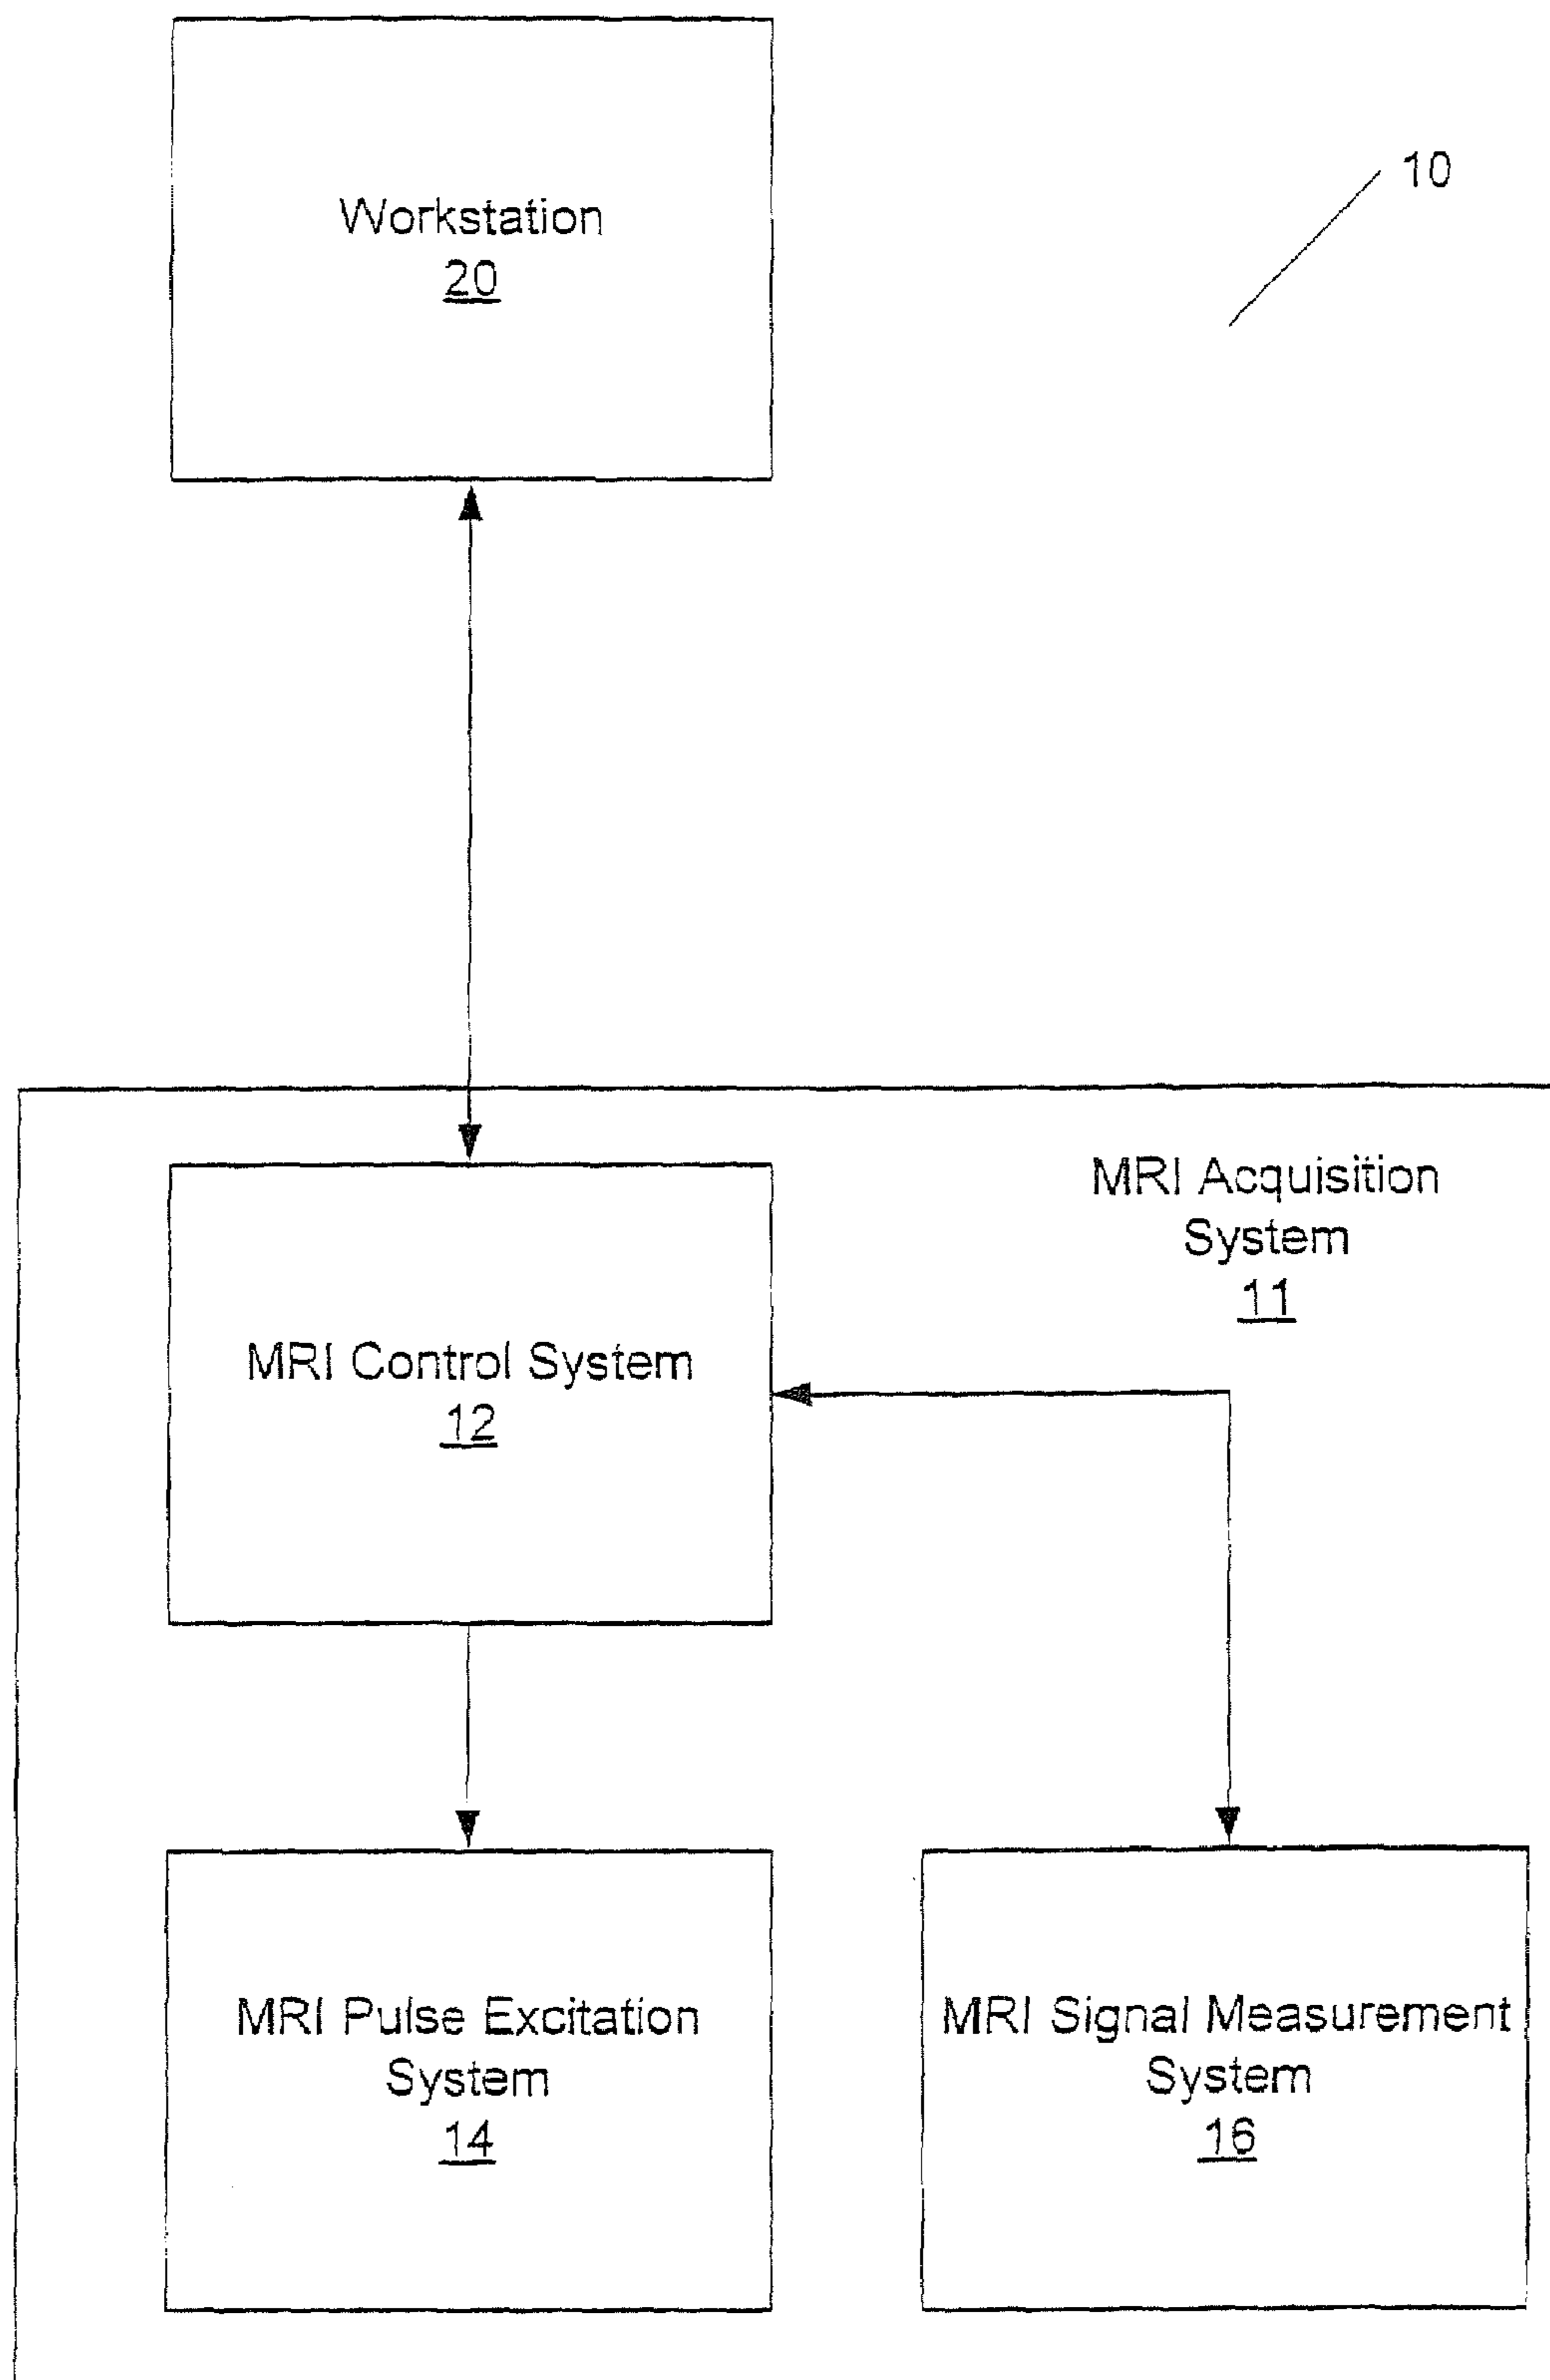 Workstation
20
10
MRI Acquisition
System
11
MRI Control System
12
MRI Pulse Excitation
System
14
MRI Signal Measurement
System
16